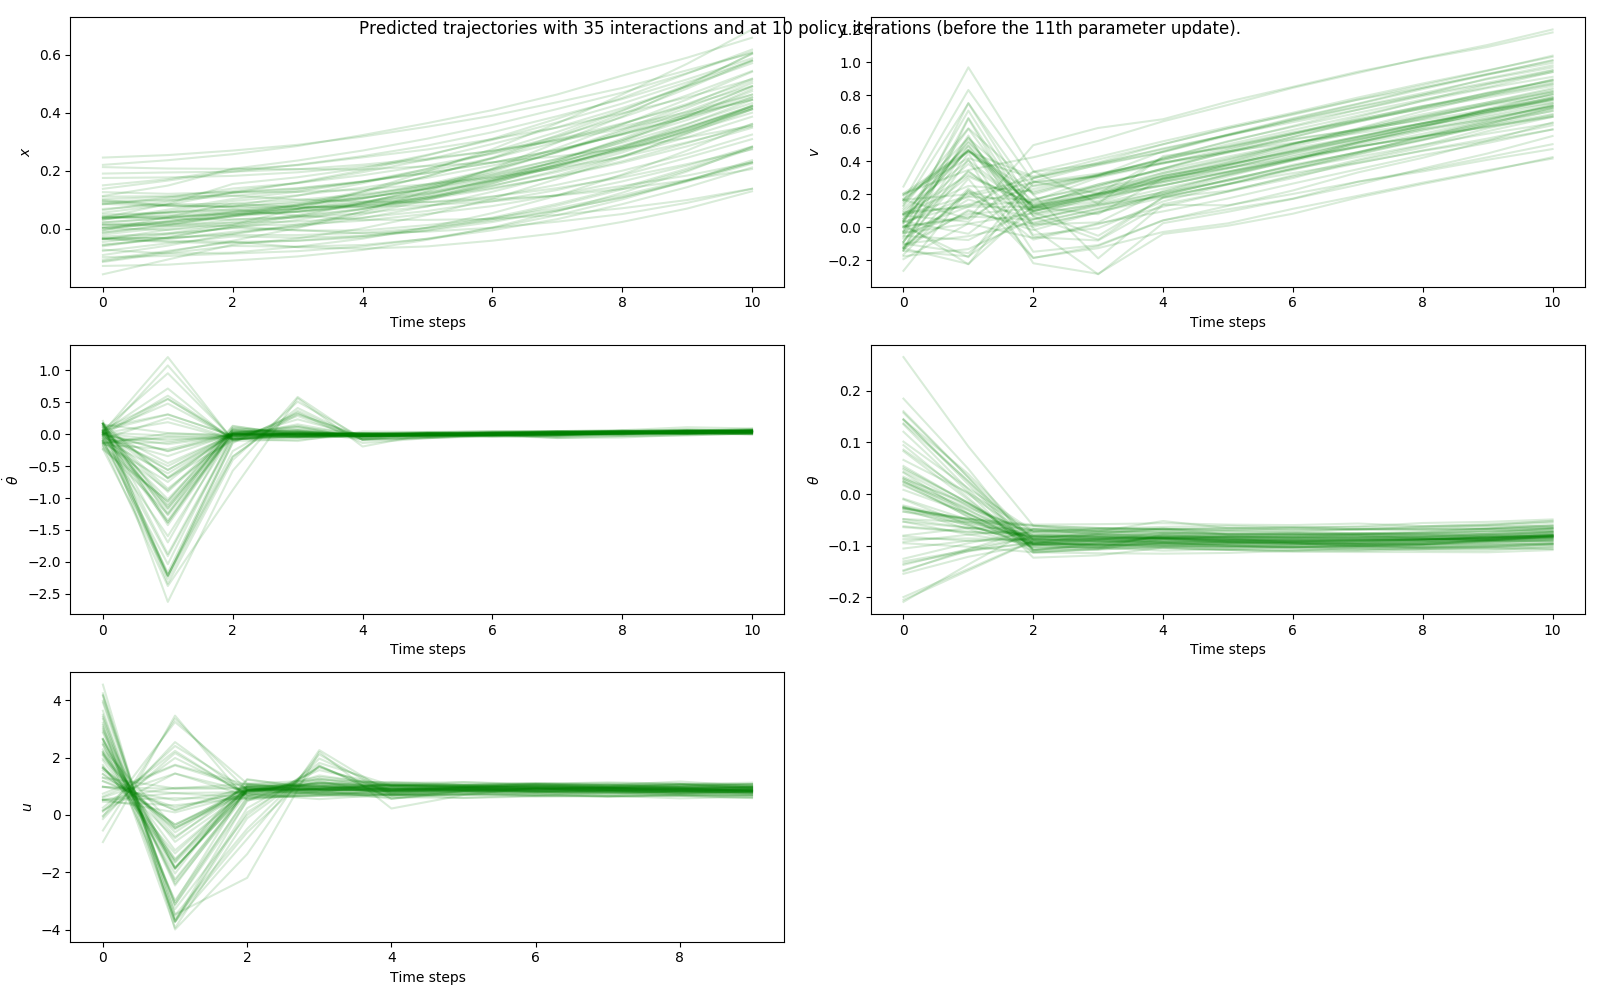 Predicted trajectories with 35 interactions and at 10 policy iterations (before the 11th parameter update).
0.6
0.4
0.2
0.0
x
0 2 4 6 8 10
Time steps
1.2
1.0
0.8
0.6
0.4
0.2
0.0
−0.2
v
0 2 4 6 8 10
Time steps
1.0
0.5
0.0
−0.5
−1.0
−1.5
−2.0
−2.5
θ̇
0 2 4 6 8 10
Time steps
0.2
0.1
0.0
−0.1
−0.2
θ
0 2 4 6 8 10
Time steps
4
2
0
−2
−4
u
0 2 4 6 8
Time steps